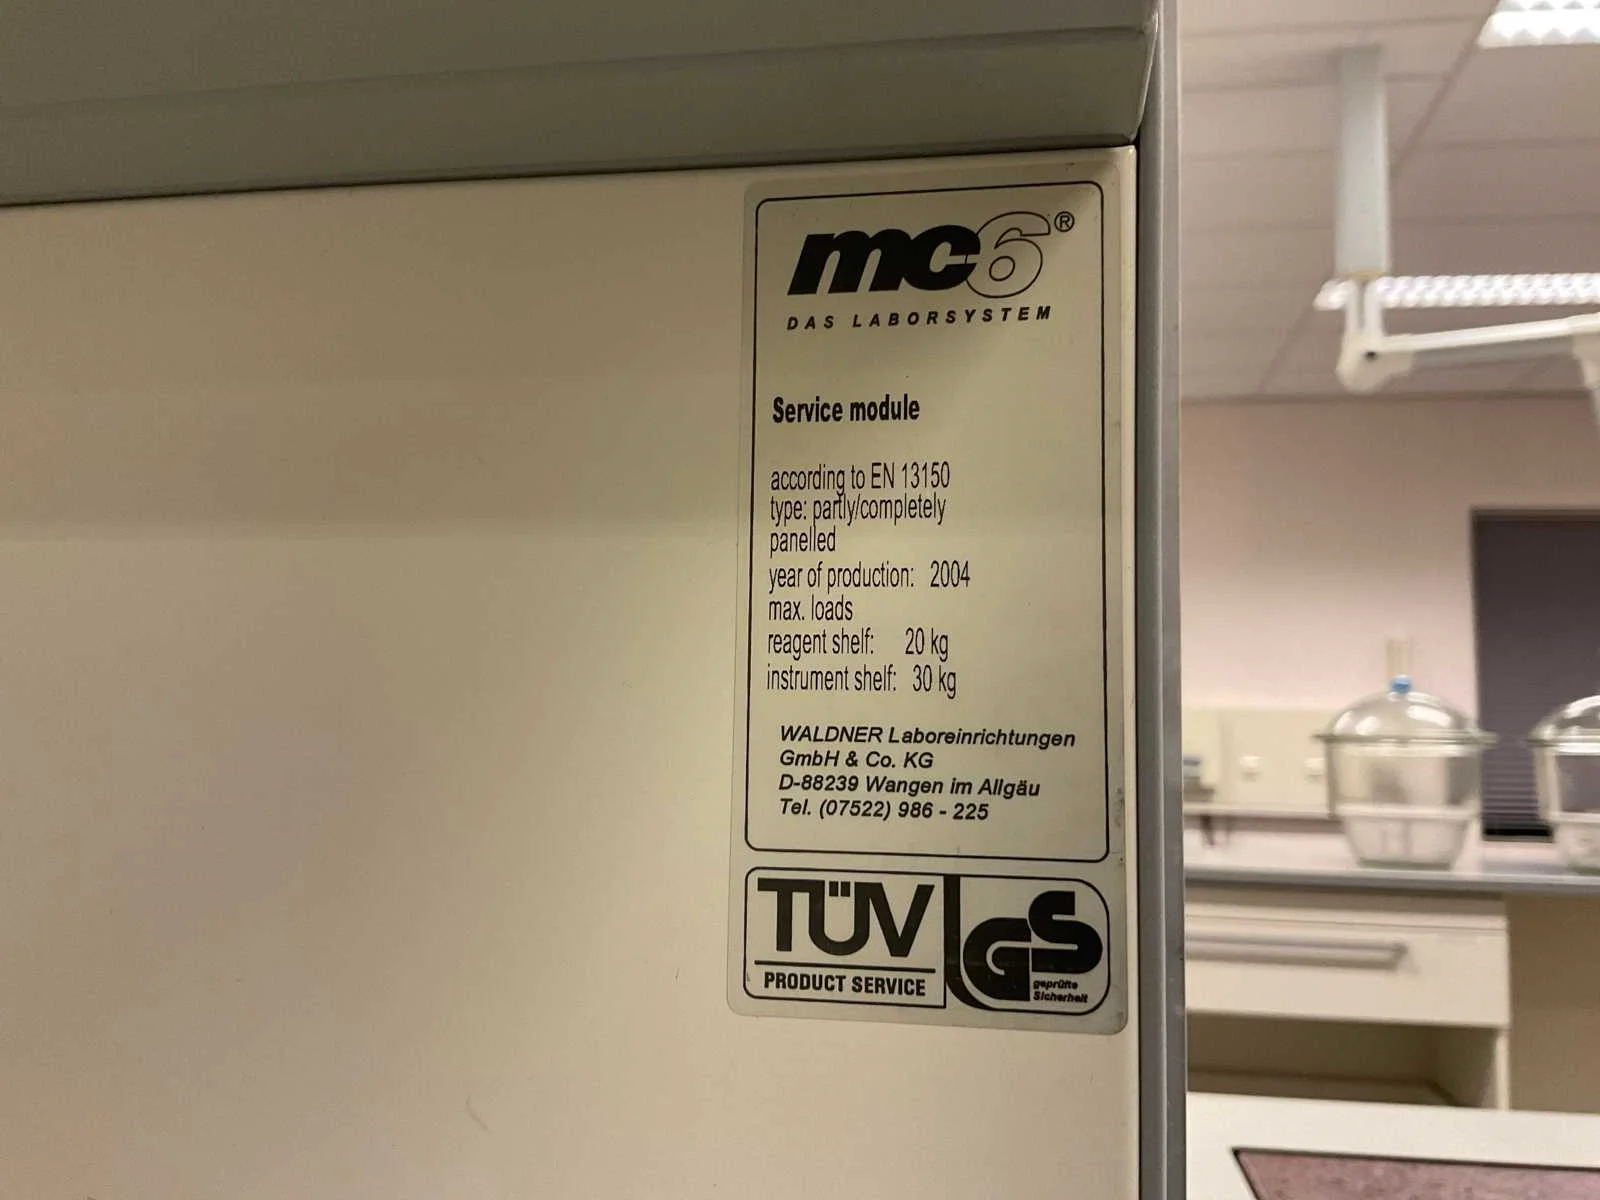 mc6®
DAS LABORSYSTEM
Service module
according to EN 13150
type: partly/completely
panelled
year of production: 2004
max. loads
reagent shelf: 20 kg
instrument shelf: 30 kg
WALDNER Laboreinrichtungen
GmbH & Co. KG
D-88239 Wangen im Allgäu
Tel. (07522) 986 - 225
TÜV
PRODUCT SERVICE
GS
geprüfte
Sicherheit